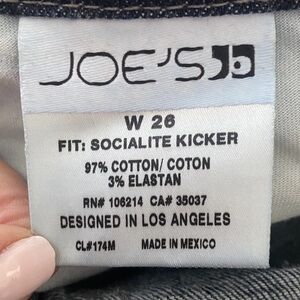 JOE'S
W 26
FIT: SOCIALITE KICKER
97% COTTON/ COTON
3% ELASTAN
RN# 106214 CA# 35037
DESIGNED IN LOS ANGELES
CL#174M MADE IN MEXICO